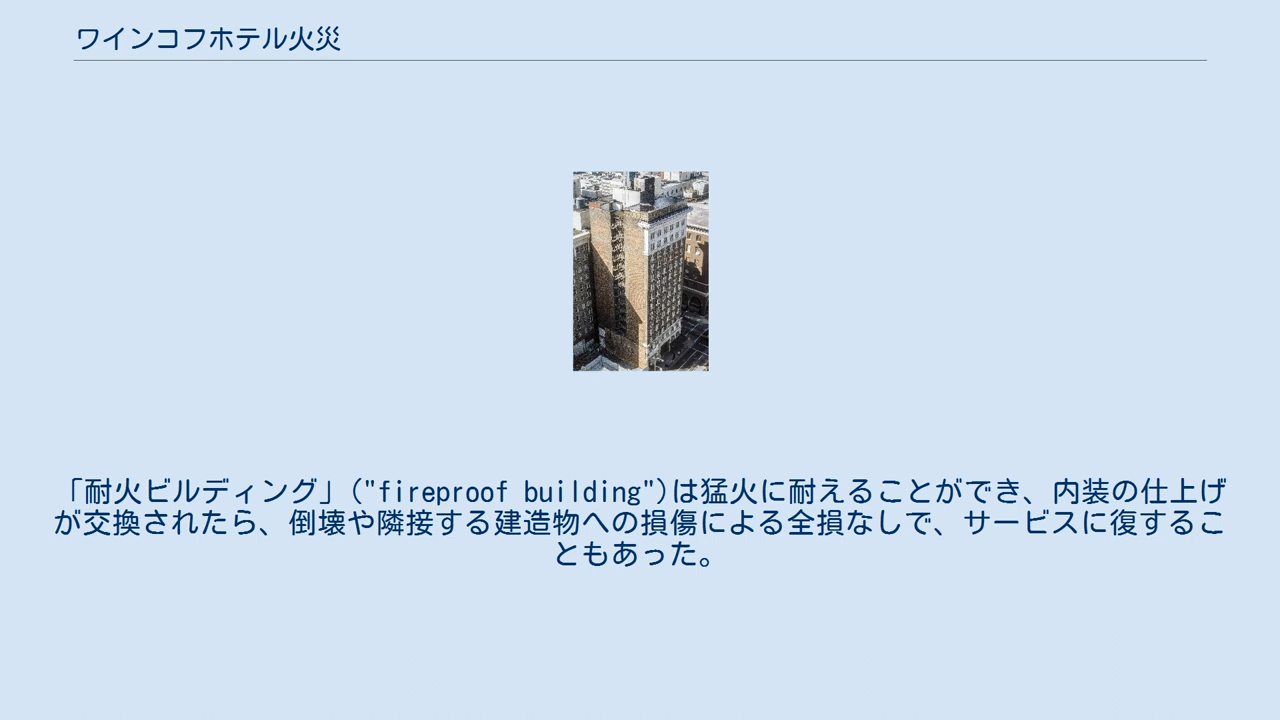 ワインコフホテル火災
「耐火ビルディング」("fireproof building")は猛火に耐えることができ、内装の仕上げ
が交換されたら、倒壊や隣接する建造物への損傷による全損なしで、サービスに復するこ
ともあった。